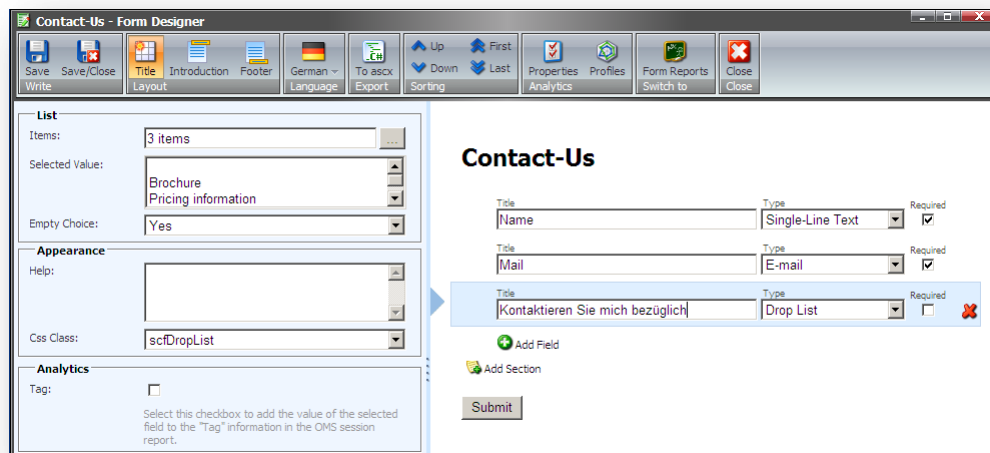 Contact-Us - Form Designer
Save Save/Close Title Introduction Footer German To ascx Up Down First Last Properties Profiles Form Reports Close
Write Layout Language Export Sorting Analytics Switch to Close
List
Items: 3 items ...
Selected Value:
Brochure
Pricing information
Empty Choice: Yes
Appearance
Help:
Css Class: scfDropList
Analytics
Tag:
Select this checkbox to add the value of the selected
field to the "Tag" information in the OMS session
report.
Contact-Us
Title Type Required
Name Single-Line Text
Title Type Required
Mail E-mail
Title Type Required
Kontaktieren Sie mich bezüglich Drop List
Add Field
Add Section
Submit